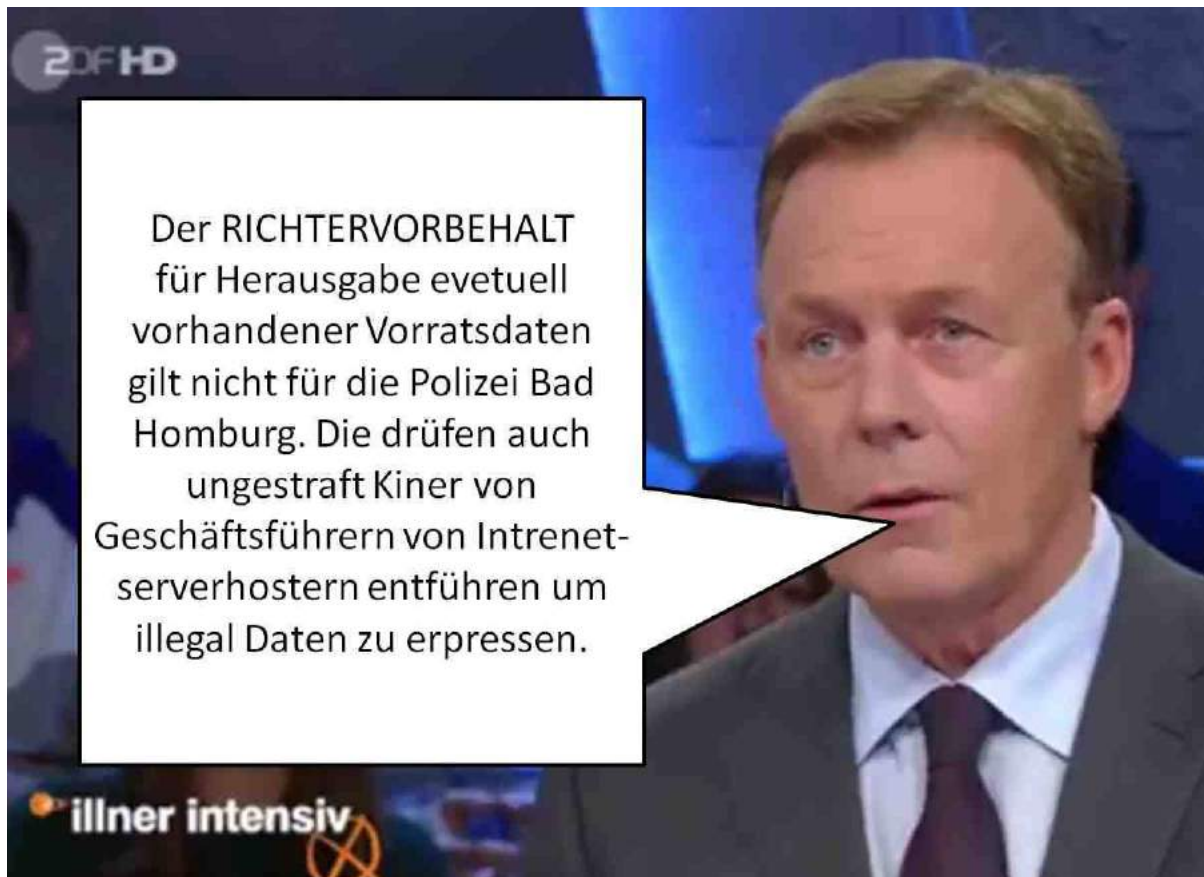 ZDF HD
Der RICHTERVORBEHALT
für Herausgabe evetuell
vorhandener Vorratsdaten
gilt nicht für die Polizei Bad
Homburg. Die drüfen auch
ungestraft Kiner von
Geschäftsführern von Intrenet-
serverhostern entführen um
illegal Daten zu erpressen.
illner intensiv